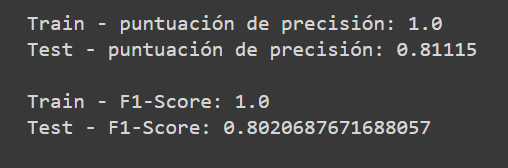 Train - puntuación de precisión: 1.0
Test - puntuación de precisión: 0.81115
Train - F1-Score: 1.0
Test - F1-Score: 0.8020687671688057